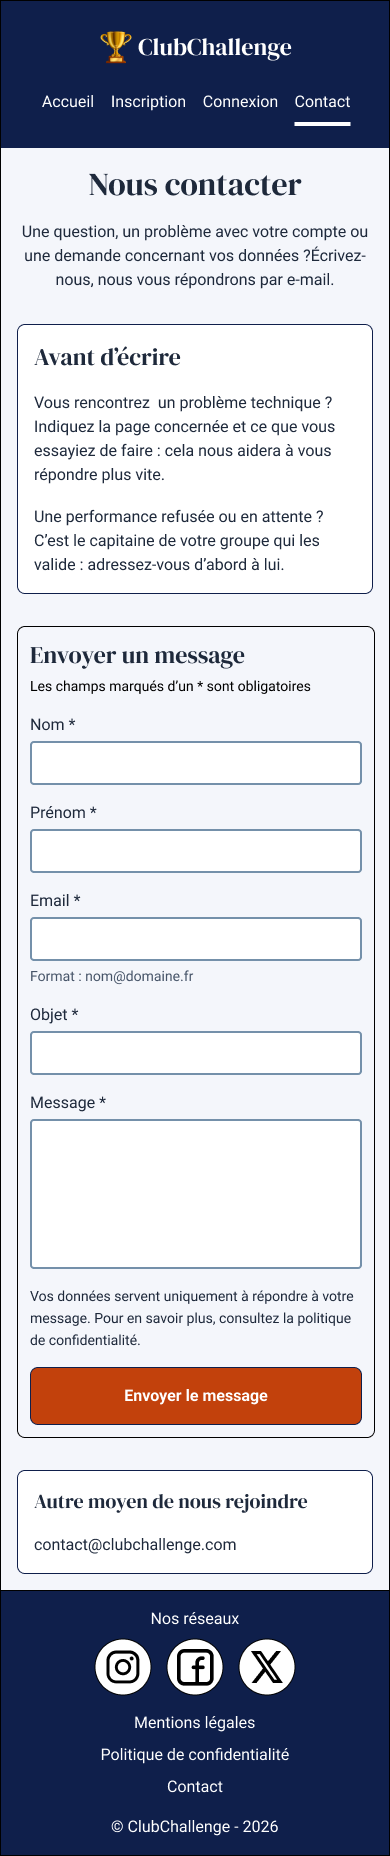 ClubChallenge
Accueil Inscription Connexion Contact
Nous contacter
Une question, un problème avec votre compte ou
une demande concernant vos données ?Écrivez-
nous, nous vous répondrons par e-mail.
Avant d’écrire
Vous rencontrez  un problème technique ?
Indiquez la page concernée et ce que vous
essayiez de faire : cela nous aidera à vous
répondre plus vite.
Une performance refusée ou en attente ?
C’est le capitaine de votre groupe qui les
valide : adressez-vous d’abord à lui.
Envoyer un message
Les champs marqués d’un * sont obligatoires
Nom *
Prénom *
Email *
Format : nom@domaine.fr
Objet *
Message *
Vos données servent uniquement à répondre à votre
message. Pour en savoir plus, consultez la politique
de confidentialité.
Envoyer le message
Autre moyen de nous rejoindre
contact@clubchallenge.com
Nos réseaux
Mentions légales
Politique de confidentialité
Contact
© ClubChallenge - 2026